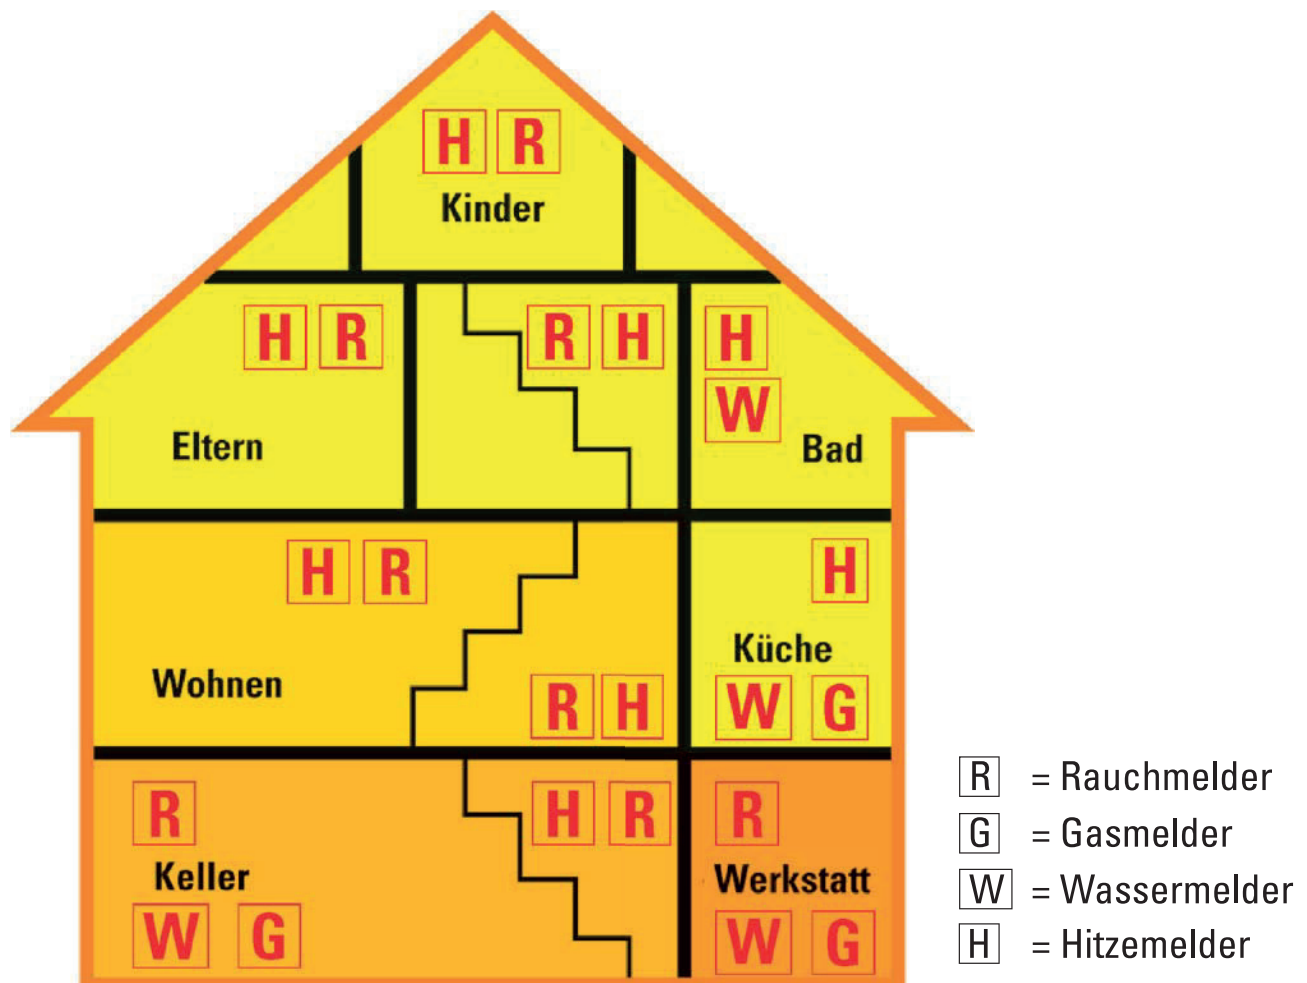 H R
Kinder
H R
R H
H
W
Eltern
Bad
H R
H
Küche
Wohnen
R H
W G
R
H R
R
Keller
Werkstatt
W G
W G
R = Rauchmelder
G = Gasmelder
W = Wassermelder
H = Hitzemelder